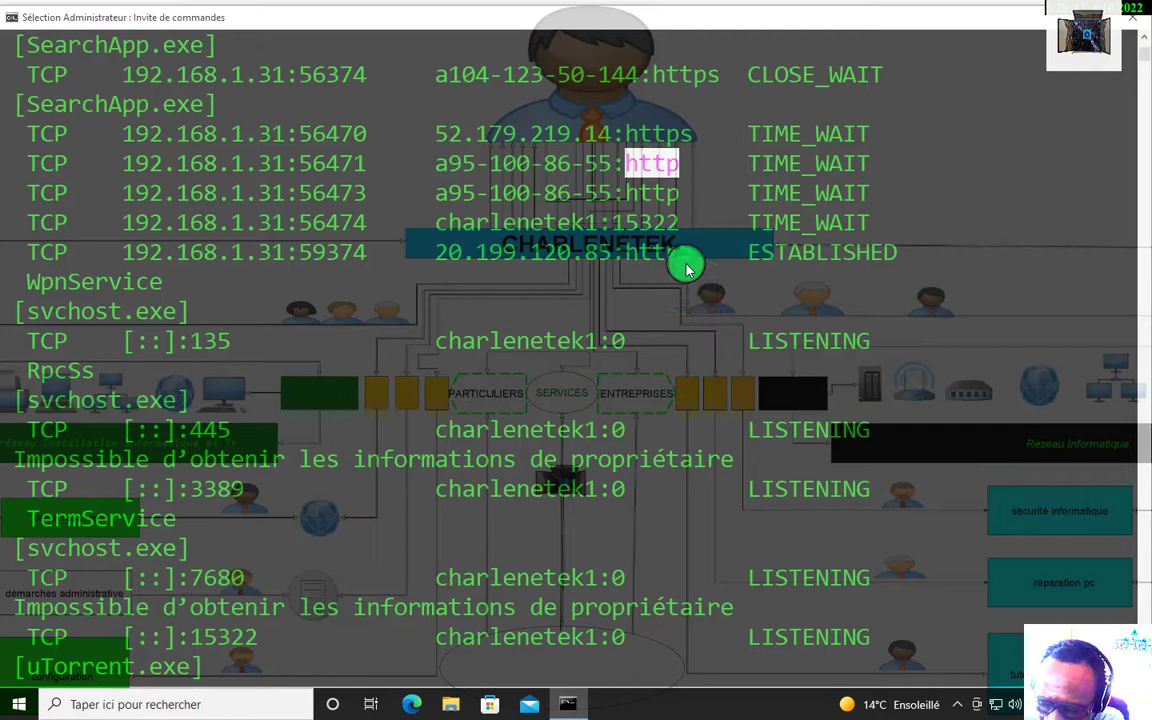 2022
Sélection Administrateur : Invite de commandes
[SearchApp.exe]
TCP 192.168.1.31:56374 a104-123-50-144:https CLOSE_WAIT
[SearchApp.exe]
TCP 192.168.1.31:56470 52.179.219.14:https TIME_WAIT
TCP 192.168.1.31:56471 a95-100-86-55:http TIME_WAIT
TCP 192.168.1.31:56473 a95-100-86-55:http TIME_WAIT
TCP 192.168.1.31:56474 charlenetek1:15322 TIME_WAIT
CHARLENETEK
TCP 192.168.1.31:59374 20.199.120.85:http ESTABLISHED
WpnService
[svchost.exe]
TCP [::]:135 charlenetek1:0 LISTENING
RpcSs
PARTICULIERS SERVICES ENTREPRISES
[svchost.exe]
TCP [::]:445 charlenetek1:0 LISTENING
Reseau Informatique
Impossible d’obtenir les informations de propriétaire
TCP [::]:3389 charlenetek1:0 LISTENING
TermService
sécurité informatique
[svchost.exe]
TCP [::]:7680 charlenetek1:0 LISTENING
réparation pc
démarches administrative
Impossible d’obtenir les informations de propriétaire
TCP [::]:15322 charlenetek1:0 LISTENING
[uTorrent.exe]
configuration
Taper ici pour rechercher
14°C Ensoleillé